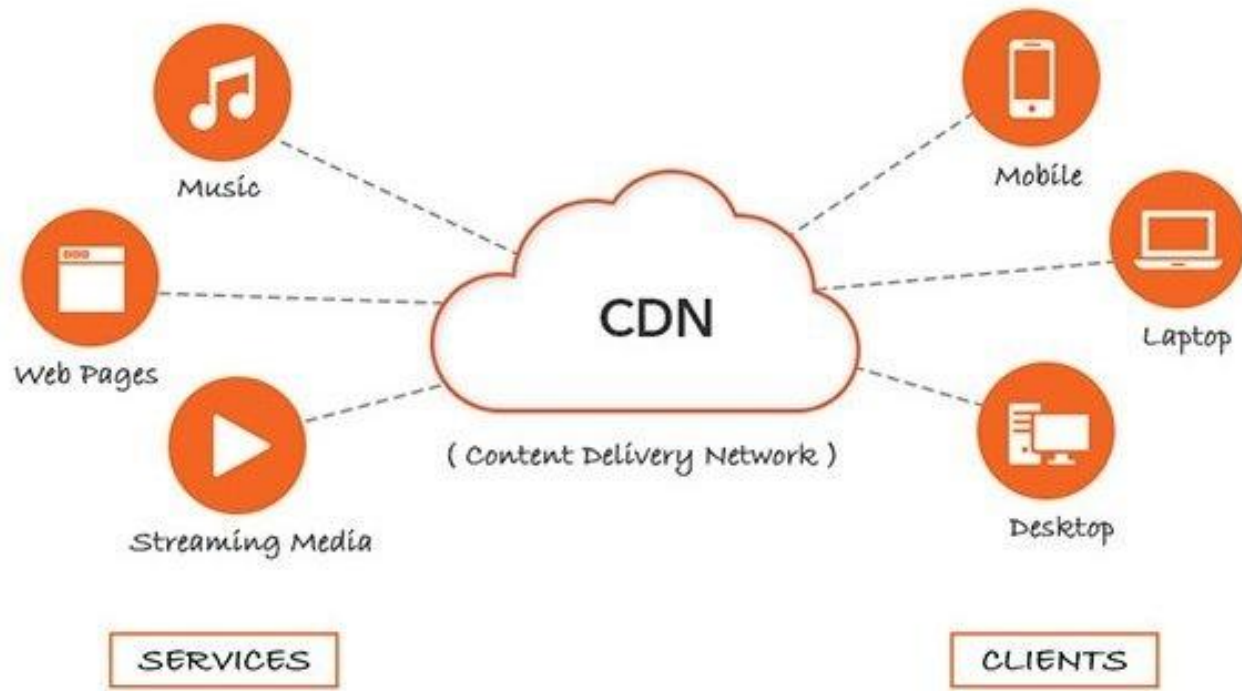 Music
Mobile
Web Pages
CDN
Laptop
( Content Delivery Network )
Streaming Media
Desktop
SERVICES
CLIENTS